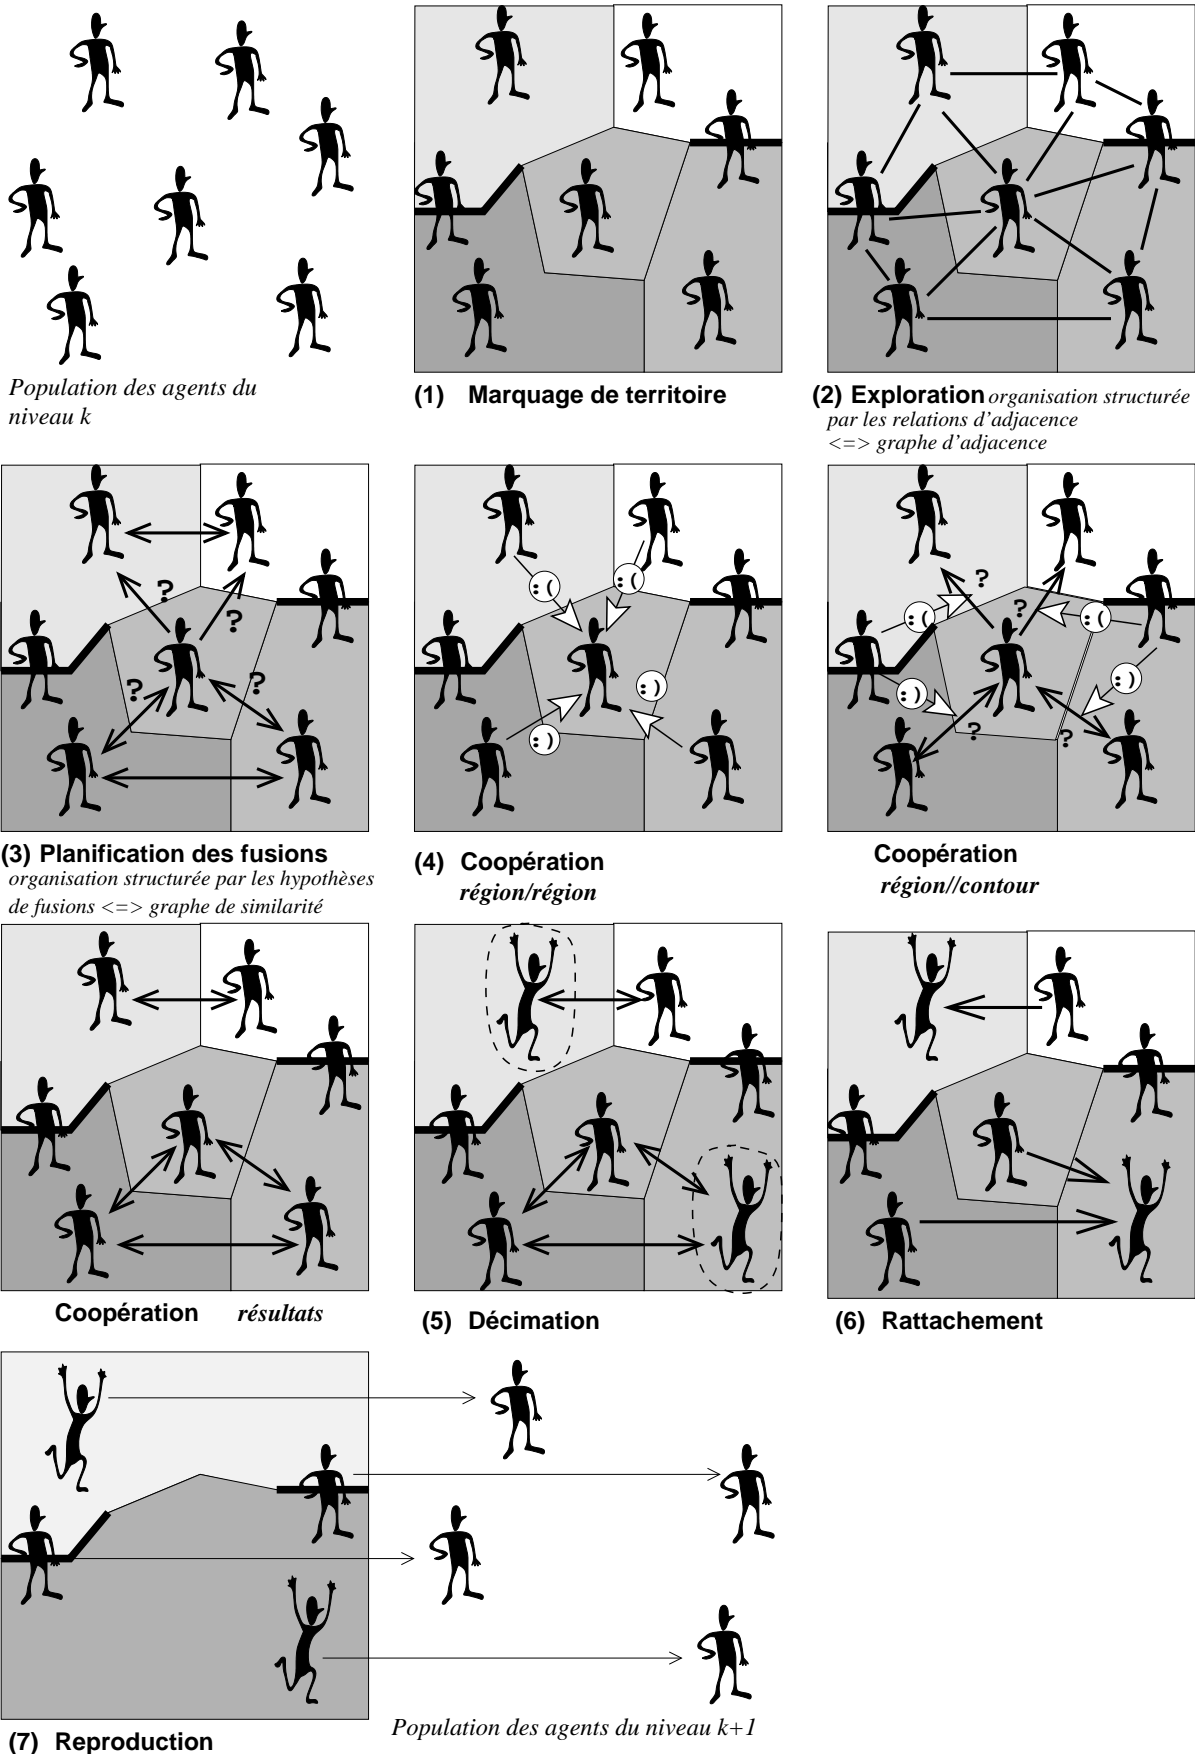 Population des agents du
niveau k
(1) Marquage de territoire
(2) Exploration organisation structurée
par les relations d'adjacence
<=> graphe d'adjacence
?
?
?
?
(3) Planification des fusions
organisation structurée par les hypothèses
de fusions <=> graphe de similarité
:(
:(
:)
:)
(4) Coopération
région/région
?
:(
?
:(
:)
:)
?
?
Coopération
région//contour
Coopération résultats
(5) Décimation
(6) Rattachement
(7) Reproduction
Population des agents du niveau k+1